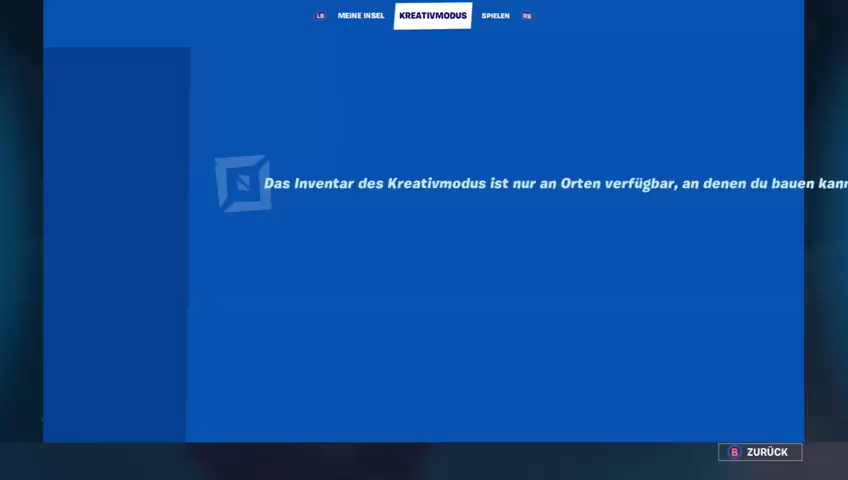 LB MEINE INSEL KREATIVMODUS SPIELEN RB
Das Inventar des Kreativmodus ist nur an Orten verfügbar, an denen du bauen kann
B ZURÜCK